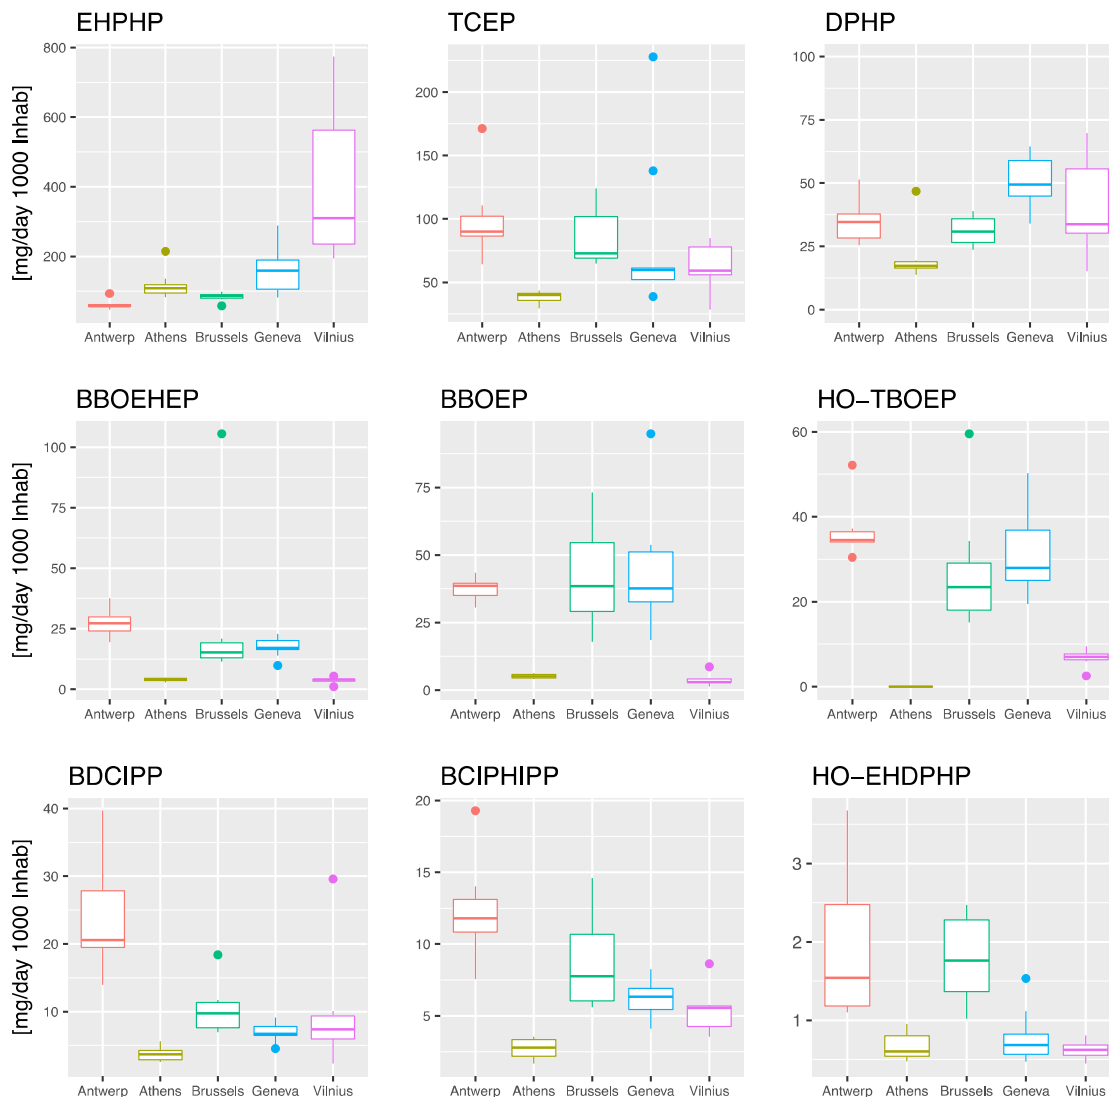 EHPHP TCEP DPHP
[mg/day 1000 Inhab]
800
600
400
200
200
150
100
50
100
75
50
25
0
Antwerp Athens Brussels Geneva Vilnius
Antwerp Athens Brussels Geneva Vilnius
Antwerp Athens Brussels Geneva Vilnius
BBOEHEP BBOEP HO−TBOEP
[mg/day 1000 Inhab]
100
75
50
25
0
75
50
25
0
60
40
20
0
Antwerp Athens Brussels Geneva Vilnius
Antwerp Athens Brussels Geneva Vilnius
Antwerp Athens Brussels Geneva Vilnius
BDCIPP BCIPHIPP HO−EHDPHP
[mg/day 1000 Inhab]
40
30
20
10
20
15
10
5
3
2
1
Antwerp Athens Brussels Geneva Vilnius
Antwerp Athens Brussels Geneva Vilnius
Antwerp Athens Brussels Geneva Vilnius